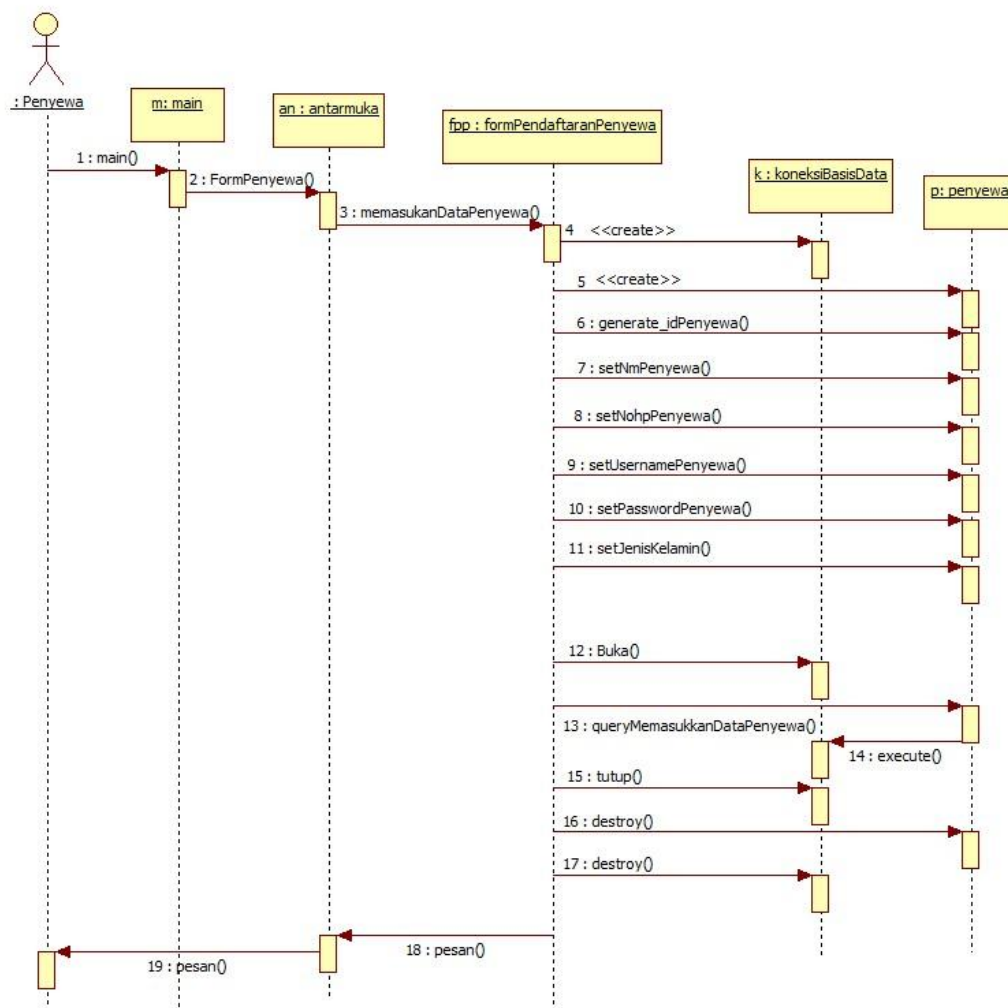 : Penyewa
m: main
an : antarmuka
fpp : formPendaftaranPenyewa
k : koneksiBasisData
p: penyewa
1 : main()
2 : FormPenyewa()
3 : memasukanDataPenyewa()
4 <<create>>
5 <<create>>
6 : generate_idPenyewa()
7 : setNmPenyewa()
8 : setNohpPenyewa()
9 : setUsernamePenyewa()
10 : setPasswordPenyewa()
11 : setJenisKelamin()
12 : Buka()
13 : queryMemasukkanDataPenyewa()
14 : execute()
15 : tutup()
16 : destroy()
17 : destroy()
18 : pesan()
19 : pesan()